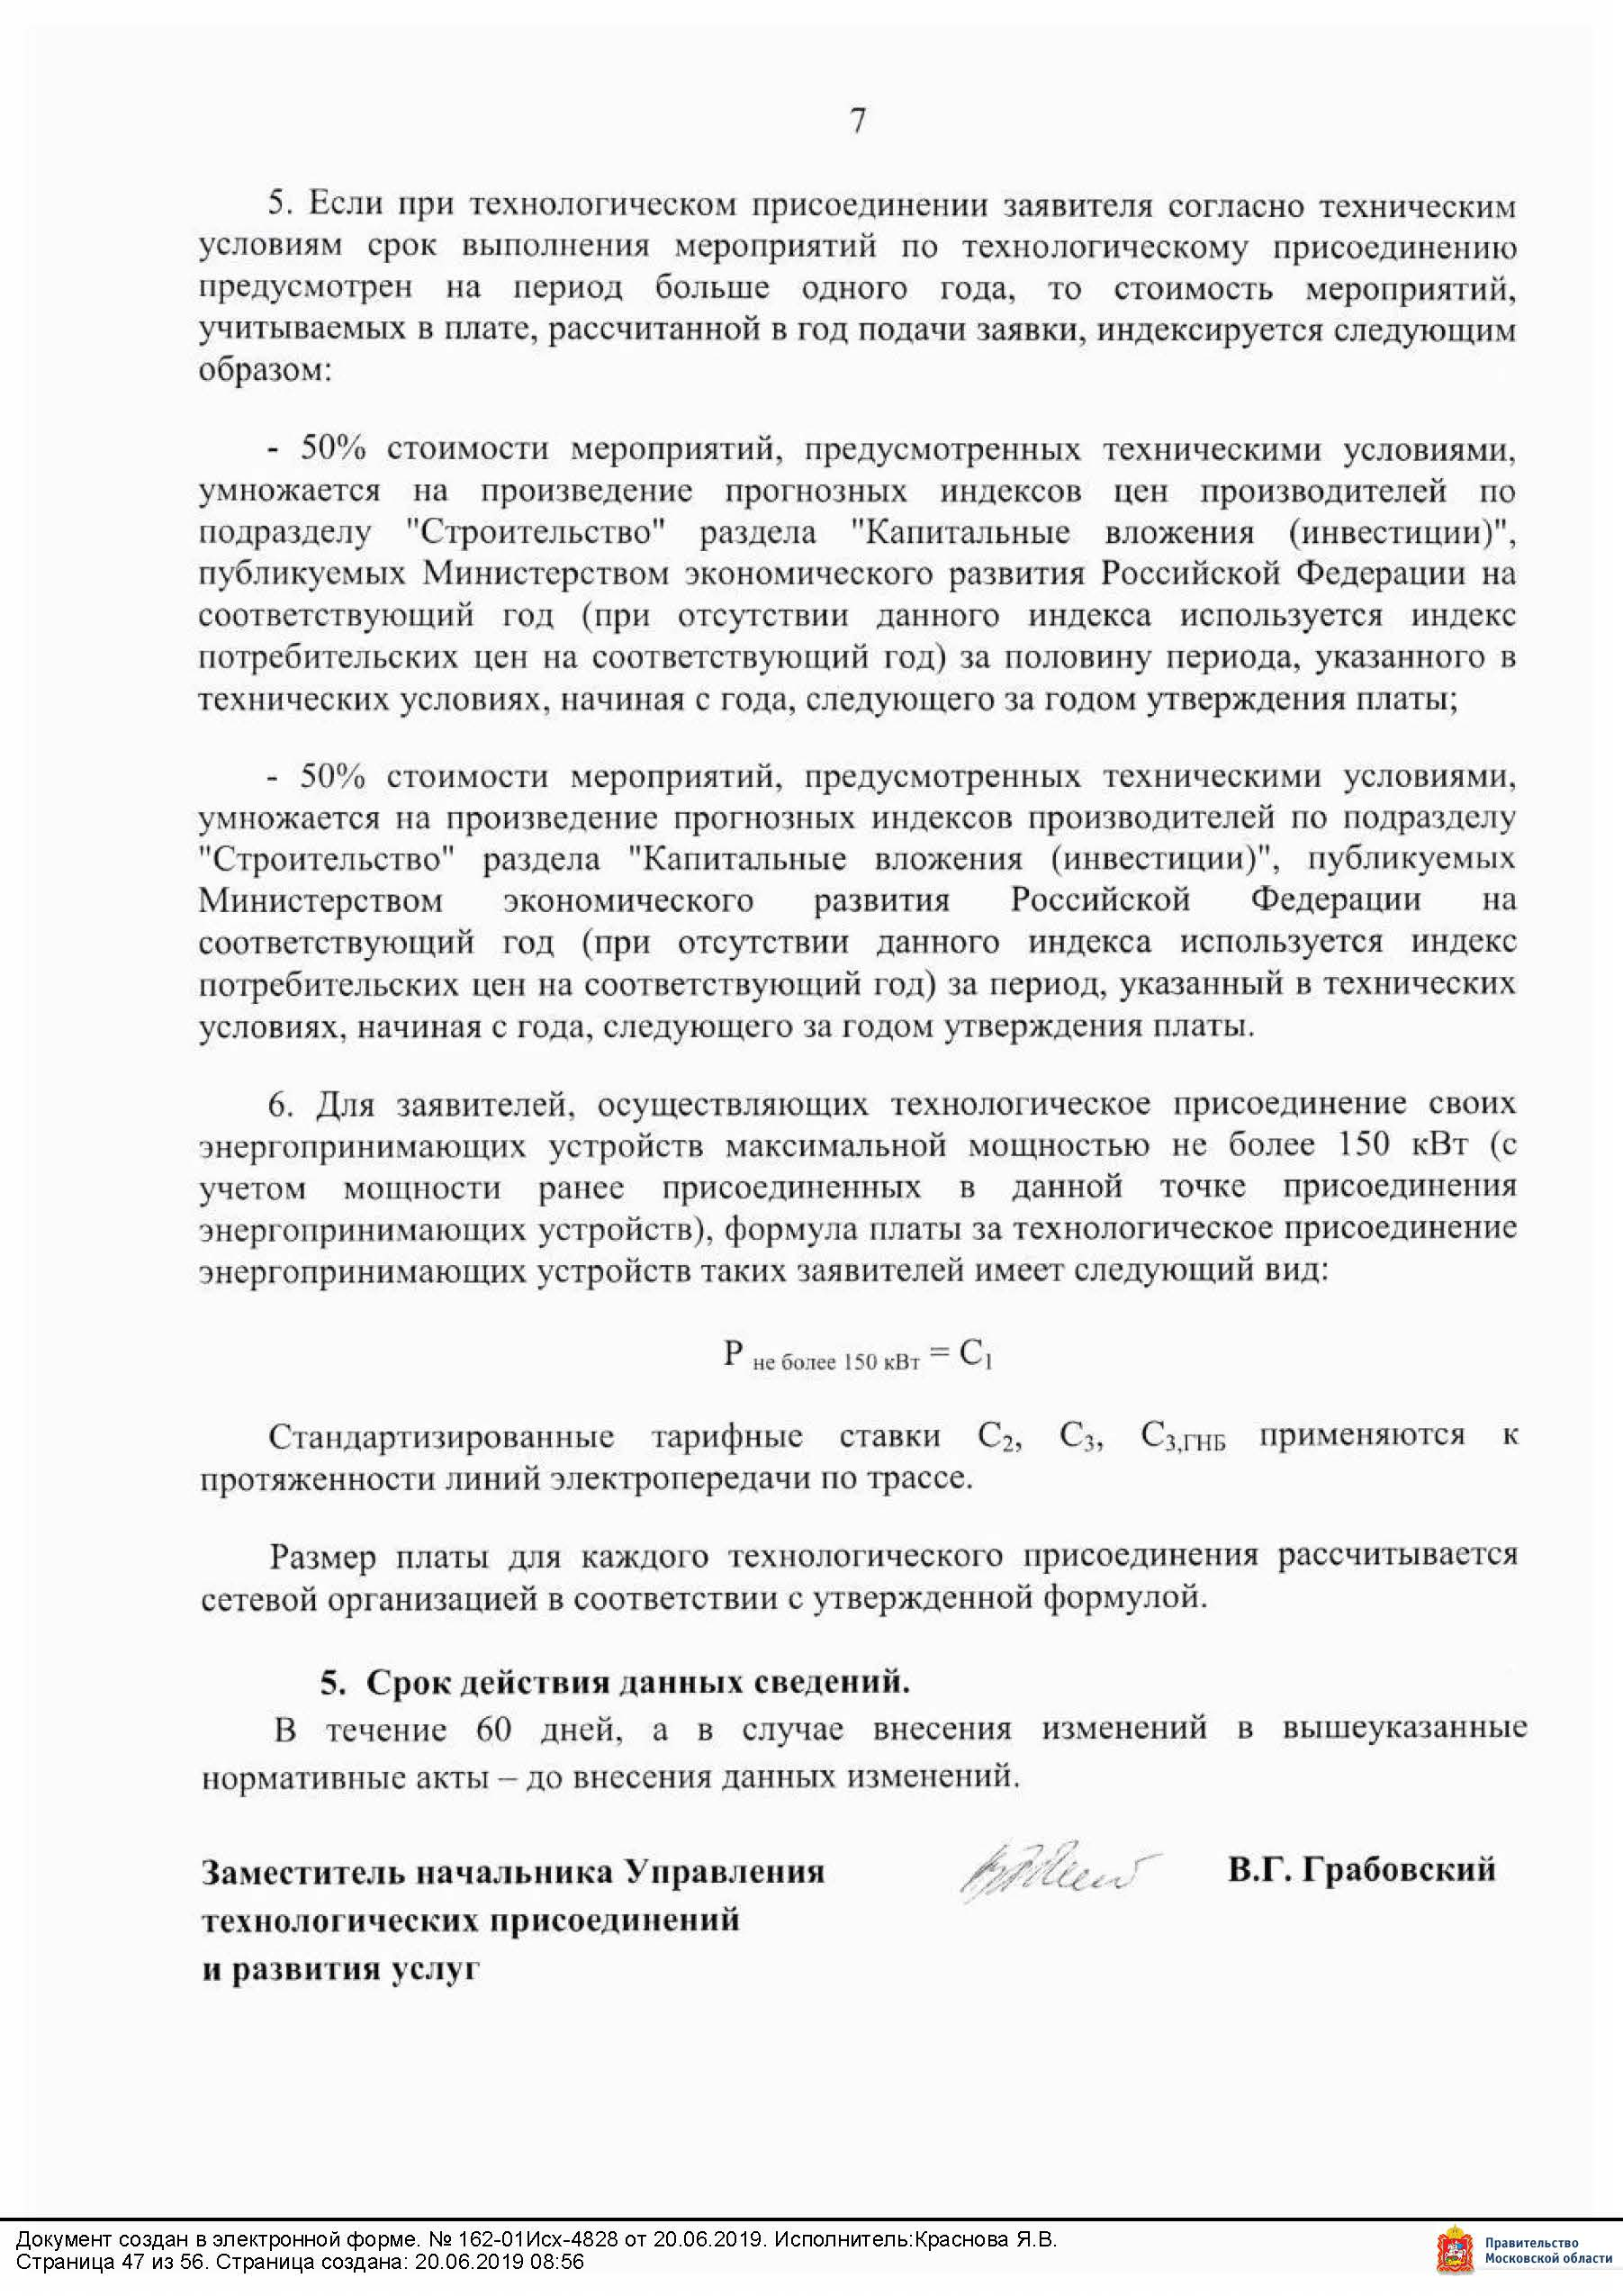 7
5. Если при технологическом присоединении заявителя согласно техническим
условиям срок выполнения мероприятий по технологическому присоединению
предусмотрен на период больше одного года, то стоимость мероприятий,
учитываемых в плате, рассчитанной в год подачи заявки, индексируется следующим
образом:
- 50% стоимости мероприятий, предусмотренных техническими условиями,
умножается на произведение прогнозных индексов цен производителей по
подразделу "Строительство" раздела "Капитальные вложения (инвестиции)",
публикуемых Министерством экономического развития Российской Федерации на
соответствующий год (при отсутствии данного индекса используется индекс
потребительских цен на соответствующий год) за половину периода, указанного в
технических условиях, начиная с года, следующего за годом утверждения платы;
- 50% стоимости мероприятий, предусмотренных техническими условиями,
умножается на произведение прогнозных индексов производителей по подразделу
"Строительство" раздела "Капитальные вложения (инвестиции)", публикуемых
Министерством экономического развития Российской Федерации на
соответствующий год (при отсутствии данного индекса используется индекс
потребительских цен на соответствующий год) за период, указанный в технических
условиях, начиная с года, следующего за годом утверждения платы.
6. Для заявителей, осуществляющих технологическое присоединение своих
энергопринимающих устройств максимальной мощностью не более 150 кВт (с
учетом мощности ранее присоединенных в данной точке присоединения
энергопринимающих устройств), формула платы за технологическое присоединение
энергопринимающих устройств таких заявителей имеет следующий вид:
Р не более 150 кВт = С1
Стандартизированные тарифные ставки С2, С3, С3,ГНБ применяются к
протяженности линий электропередачи по трассе.
Размер платы для каждого технологического присоединения рассчитывается
сетевой организацией в соответствии с утвержденной формулой.
5. Срок действия данных сведений.
В течение 60 дней, а в случае внесения изменений в вышеуказанные
нормативные акты – до внесения данных изменений.
Заместитель начальника Управления В.Г. Грабовский
технологических присоединений
и развития услуг
Документ создан в электронной форме. № 162-01Исх-4828 от 20.06.2019. Исполнитель:Краснова Я.В.
Страница 47 из 56. Страница создана: 20.06.2019 08:56
Правительство
Московской области